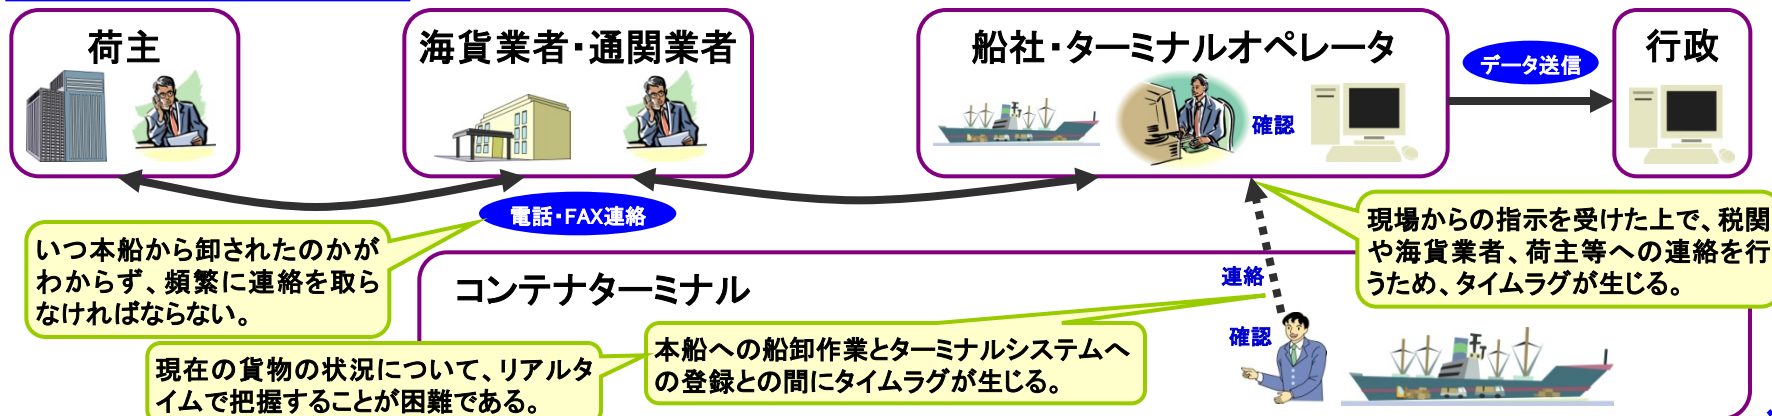 荷主
海貨業者・通関業者
船社・ターミナルオペレータ
行政
データ送信
確認
電話・FAX連絡
いつ本船から卸されたのかが
わからず、頻繁に連絡を取ら
なければならない。
現場からの指示を受けた上で、税関
や海貨業者、荷主等への連絡を行
うため、タイムラグが生じる。
コンテナターミナル
連絡
確認
本船への船卸作業とターミナルシステムへ
の登録との間にタイムラグが生じる。
現在の貨物の状況について、リアルタ
イムで把握することが困難である。